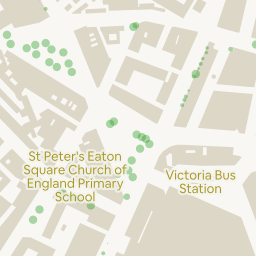 St Peter's Eaton
Square Church of
England Primary
School
Victoria Bus
Station